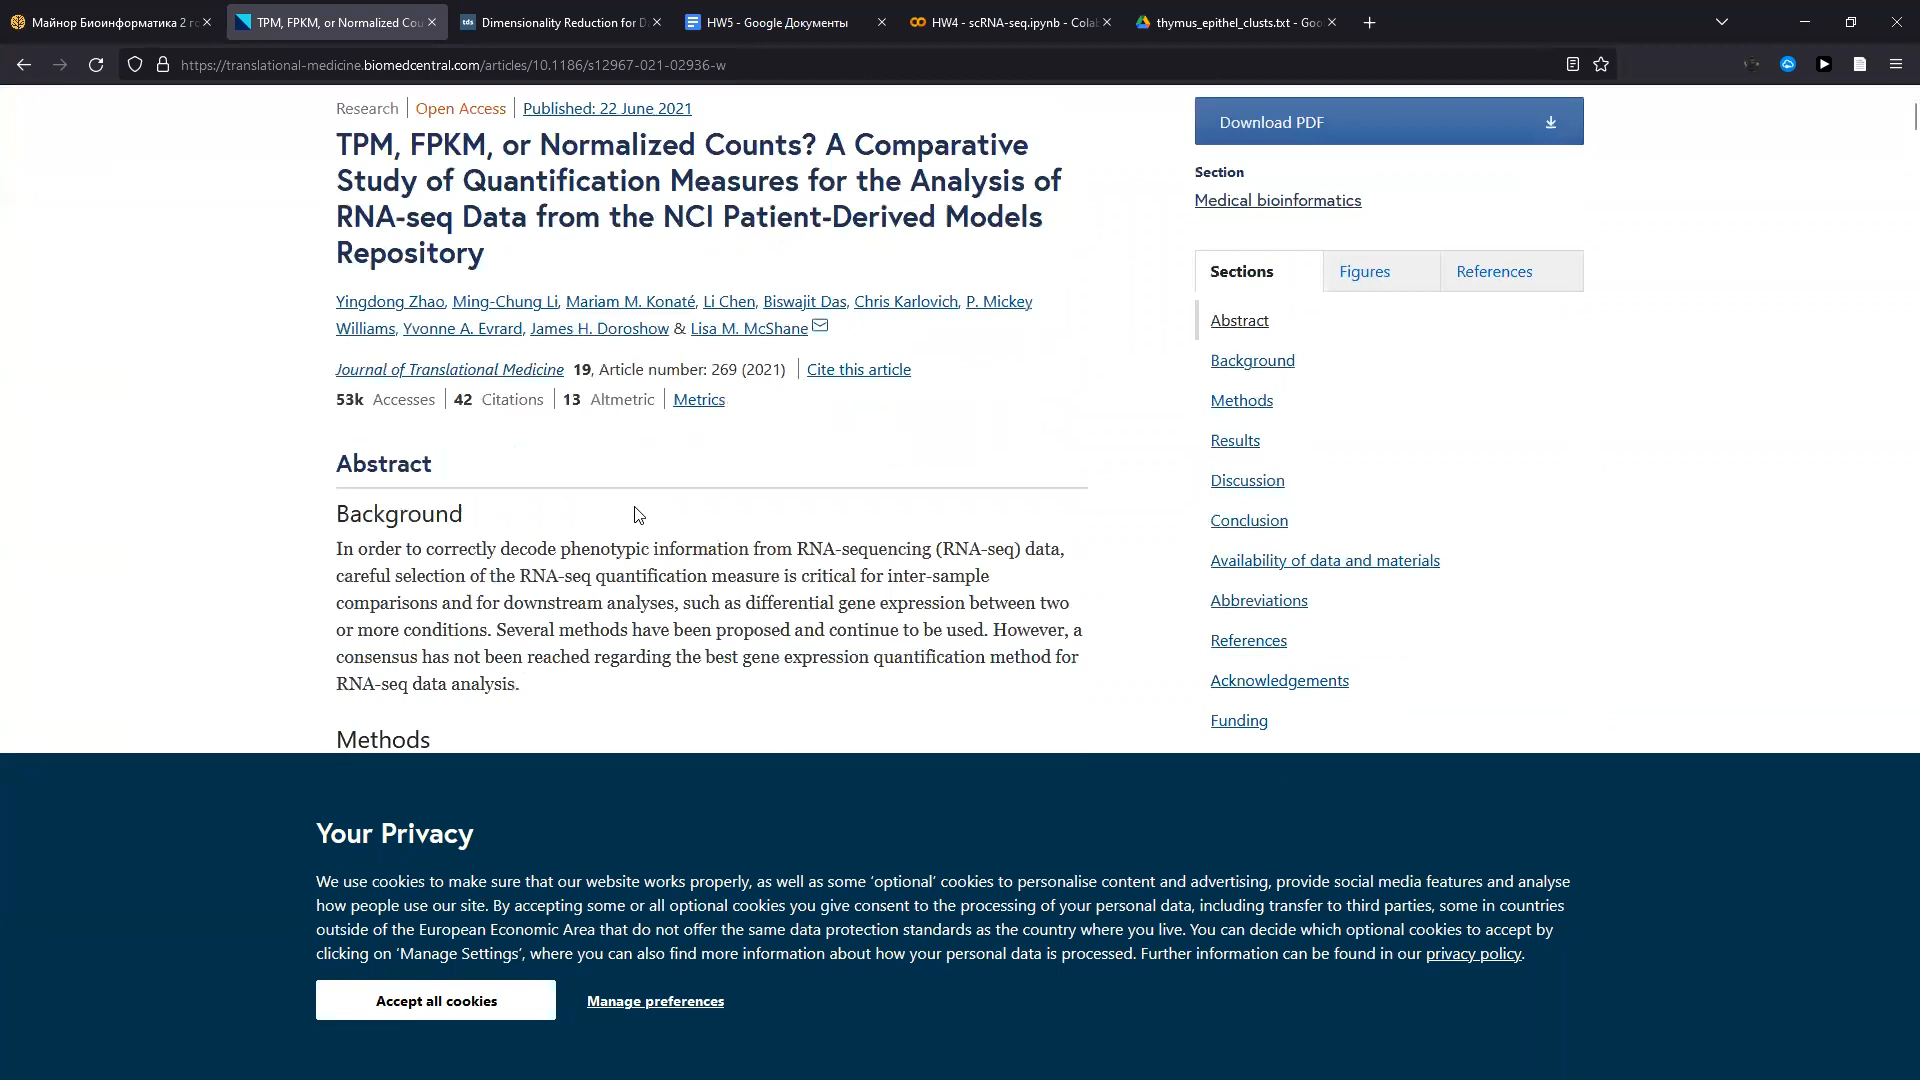 Майнор Биоинформатика 2 го
TPM, FPKM, or Normalized Cou
tds Dimensionality Reduction for D
HW5 - Google Документы
HW4 - scRNA-seq.ipynb - Colab
thymus_epithel_clusts.txt - Goo
https://translational-medicine.biomedcentral.com/articles/10.1186/s12967-021-02936-w
Research Open Access Published: 22 June 2021
TPM, FPKM, or Normalized Counts? A Comparative
Study of Quantification Measures for the Analysis of
RNA-seq Data from the NCI Patient-Derived Models
Repository
Yingdong Zhao, Ming-Chung Li, Mariam M. Konaté, Li Chen, Biswajit Das, Chris Karlovich, P. Mickey
Williams, Yvonne A. Evrard, James H. Doroshow & Lisa M. McShane
Journal of Translational Medicine 19, Article number: 269 (2021) Cite this article
53k Accesses 42 Citations 13 Altmetric Metrics
Abstract
Background
In order to correctly decode phenotypic information from RNA-sequencing (RNA-seq) data,
careful selection of the RNA-seq quantification measure is critical for inter-sample
comparisons and for downstream analyses, such as differential gene expression between two
or more conditions. Several methods have been proposed and continue to be used. However, a
consensus has not been reached regarding the best gene expression quantification method for
RNA-seq data analysis.
Methods
Download PDF
Section
Medical bioinformatics
Sections Figures References
Abstract
Background
Methods
Results
Discussion
Conclusion
Availability of data and materials
Abbreviations
References
Acknowledgements
Funding
Your Privacy
We use cookies to make sure that our website works properly, as well as some ‘optional’ cookies to personalise content and advertising, provide social media features and analyse
how people use our site. By accepting some or all optional cookies you give consent to the processing of your personal data, including transfer to third parties, some in countries
outside of the European Economic Area that do not offer the same data protection standards as the country where you live. You can decide which optional cookies to accept by
clicking on ‘Manage Settings’, where you can also find more information about how your personal data is processed. Further information can be found in our privacy policy.
Accept all cookies Manage preferences